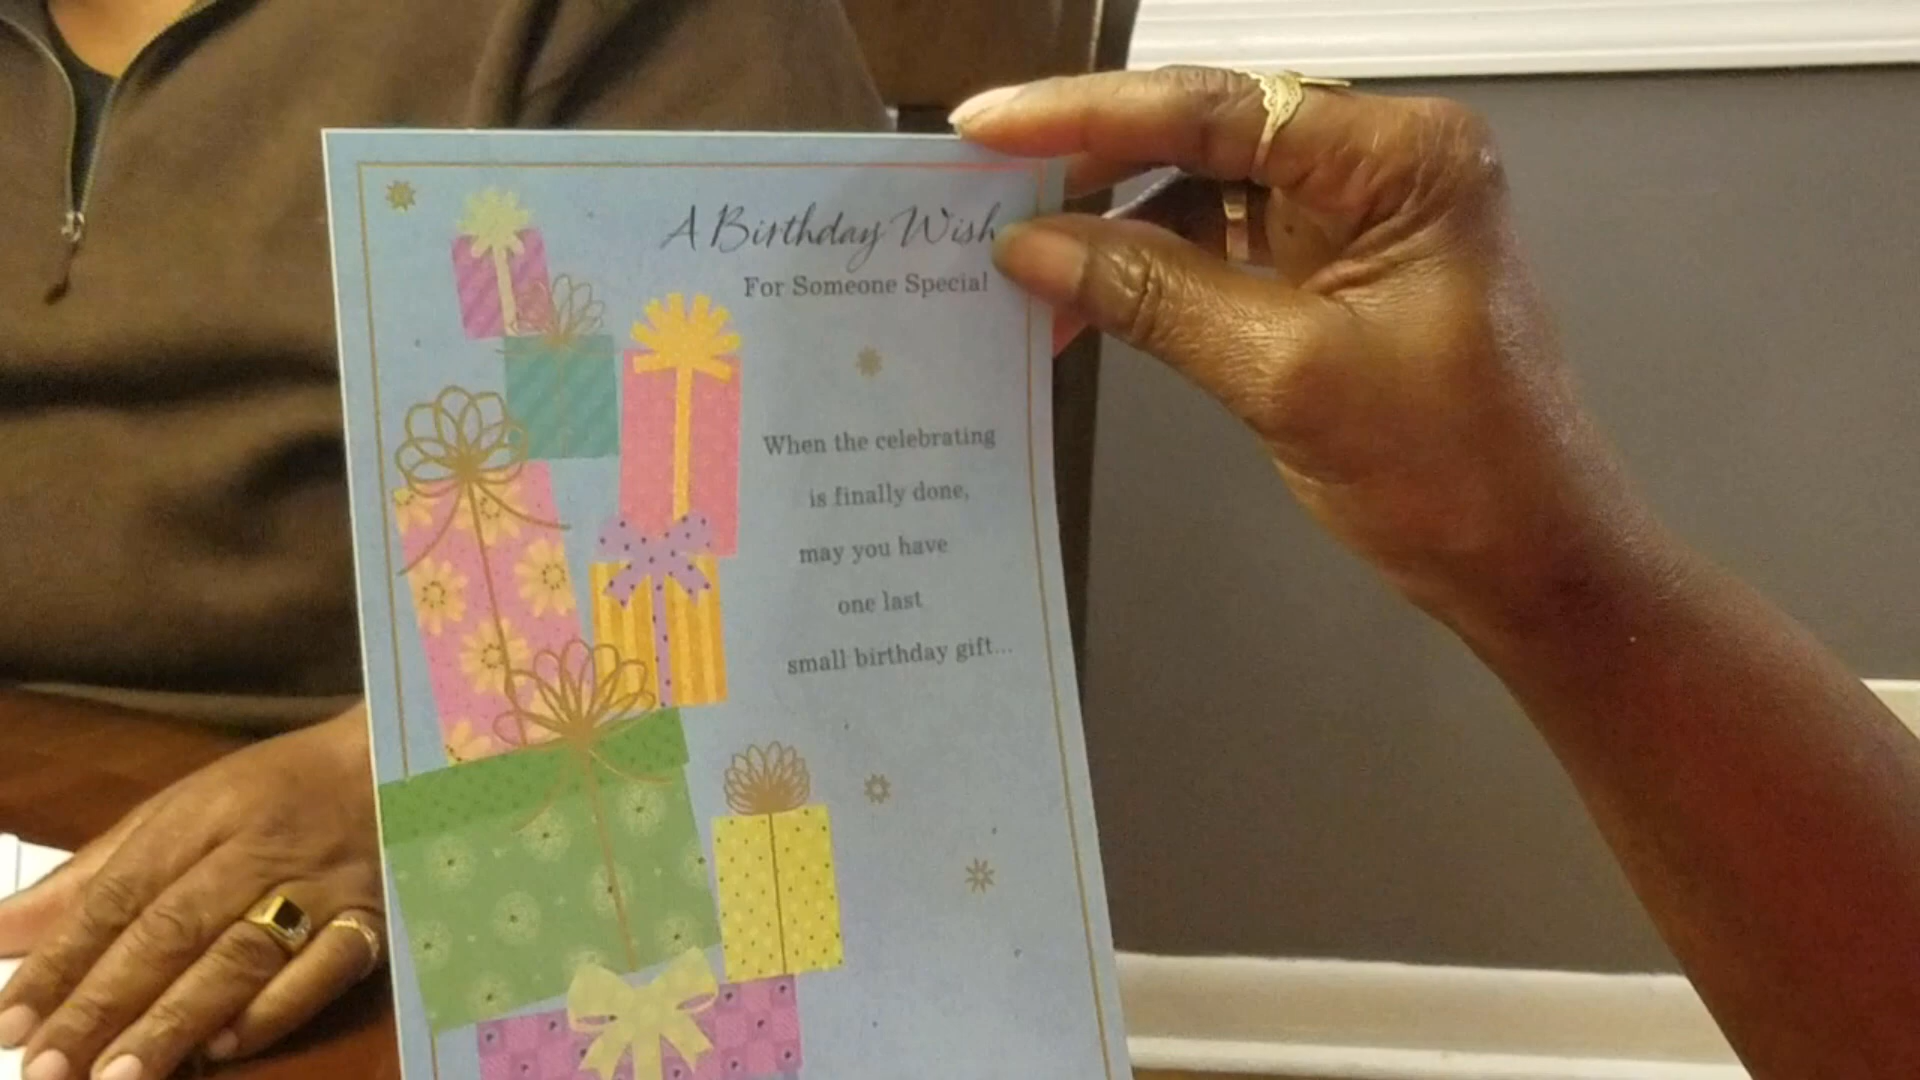 A Birthday Wish
For Someone Special
When the celebrating
is finally done,
may you have
one last
small birthday gift...